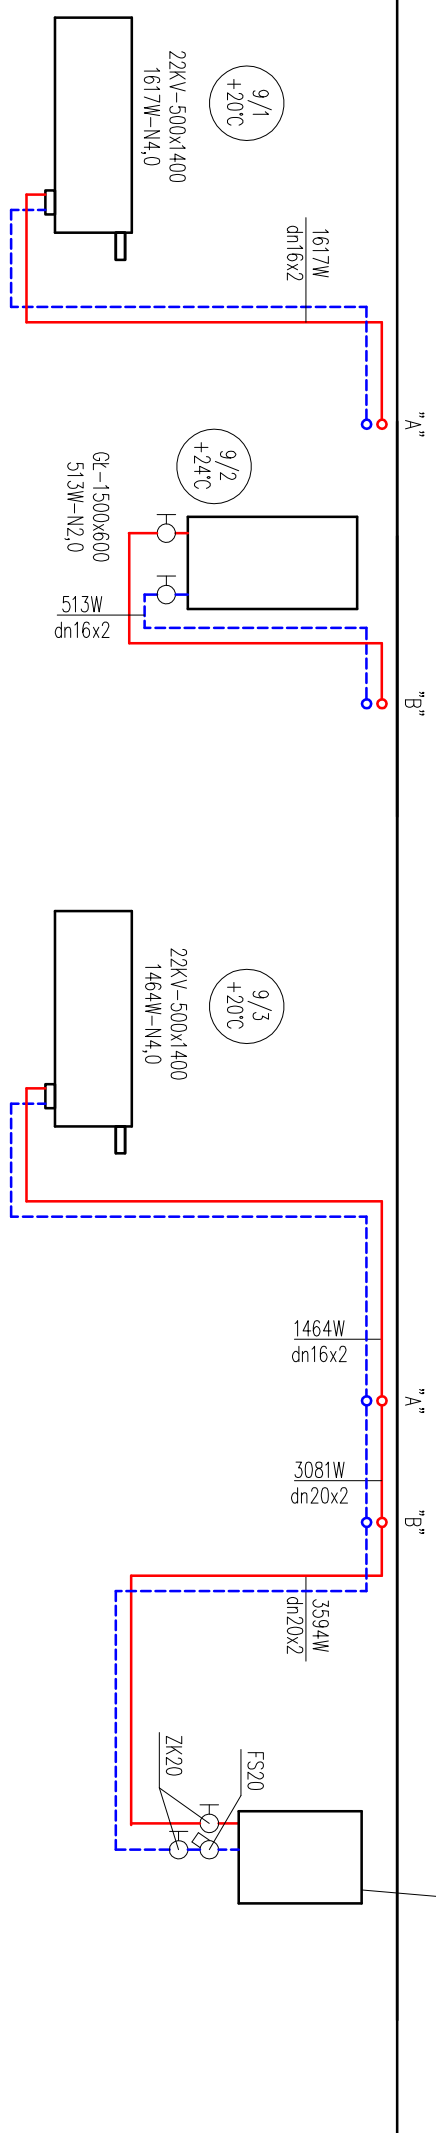 9/1
+20°C
22KV-500x1400
1617W-N4,0
1617W
dn16x2
"A"
9/2
+24°C
GŁ-1500x600
513W-N2,0
513W
dn16x2
"B"
9/3
+20°C
22KV-500x1400
1464W-N4,0
1464W
dn16x2
"A"
3081W
dn20x2
"B"
3594W
dn20x2
ZK20
FS20